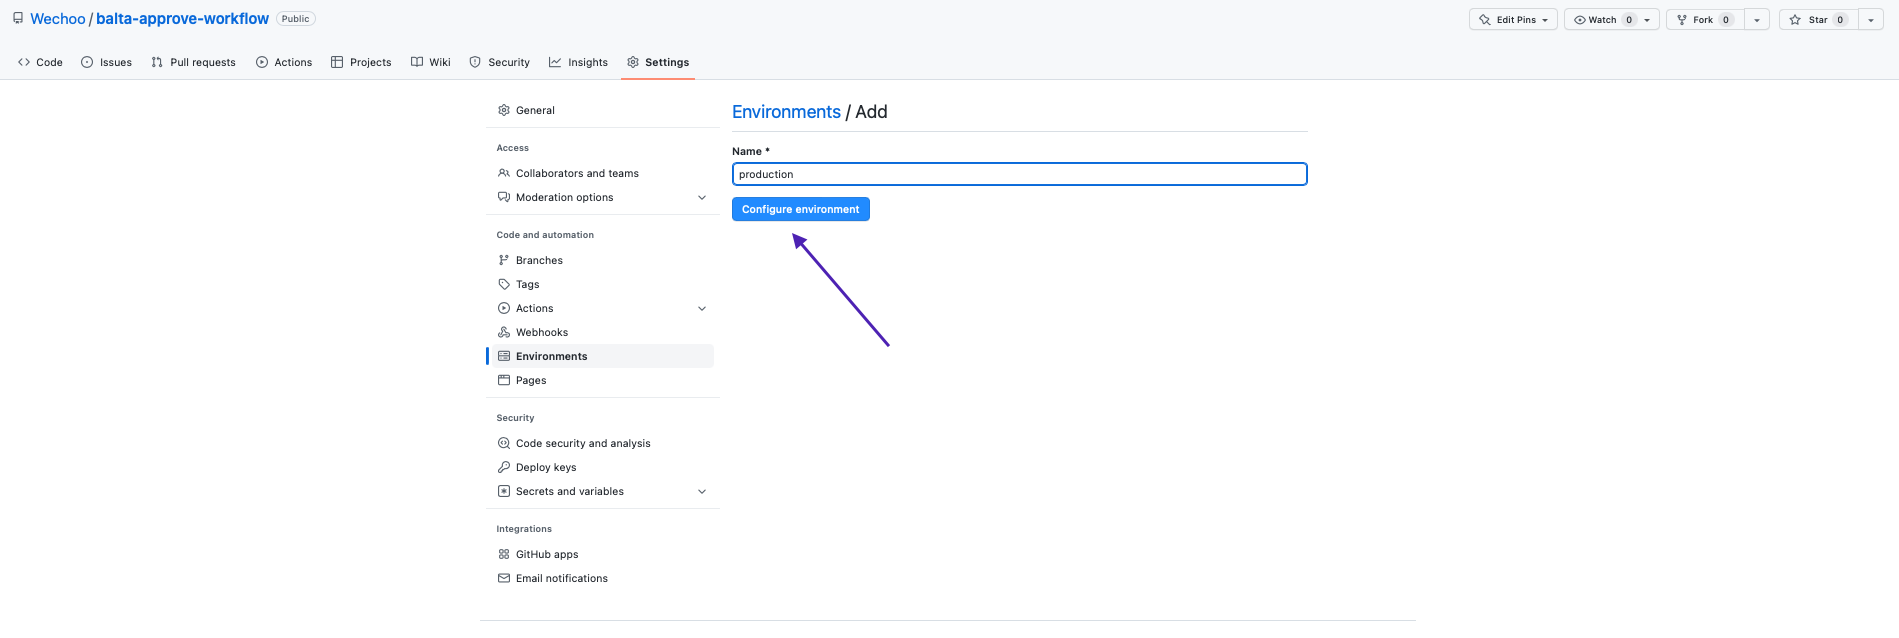 Wechoo / balta-approve-workflow Public
Edit Pins Watch 0 Fork 0 Star 0
Code Issues Pull requests Actions Projects Wiki Security Insights Settings
General
Access
Collaborators and teams
Moderation options
Code and automation
Branches
Tags
Actions
Webhooks
Environments
Pages
Security
Code security and analysis
Deploy keys
Secrets and variables
Integrations
GitHub apps
Email notifications
Environments / Add
Name *
production
Configure environment